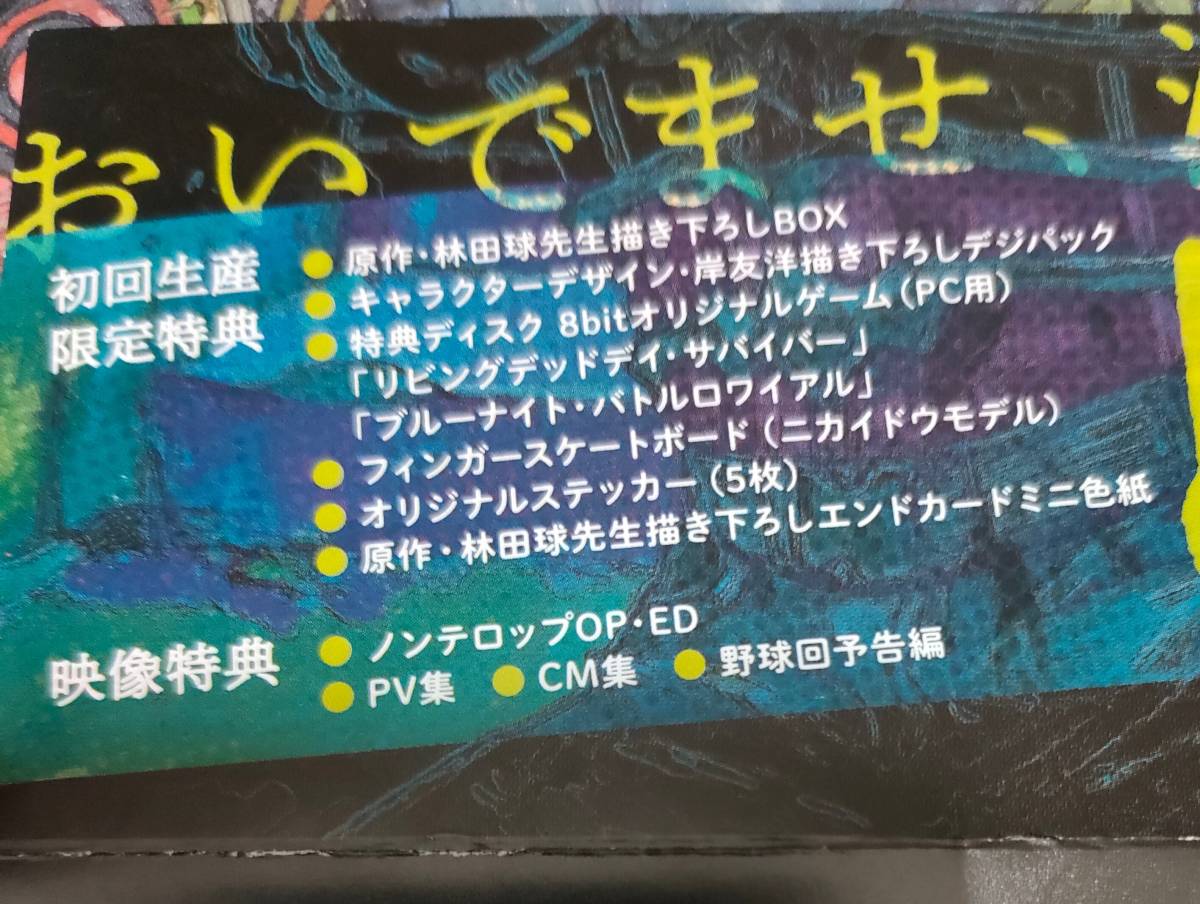 おいでませ、
初回生産
限定特典
●原作・林田球先生描き下ろしBOX
●キャラクターデザイン・岸友洋描き下ろしデジパック
●特典ディスク 8bitオリジナルゲーム(PC用)
「リビングデッドデイ・サバイバー」
「ブルーナイト・バトルロワイアル」
●フィンガースケートボード(ニカイドウモデル)
●オリジナルステッカー(5枚)
●原作・林田球先生描き下ろしエンドカードミニ色紙
映像特典
●ノンテロップOP・ED
●PV集 ●CM集 ●野球回予告編